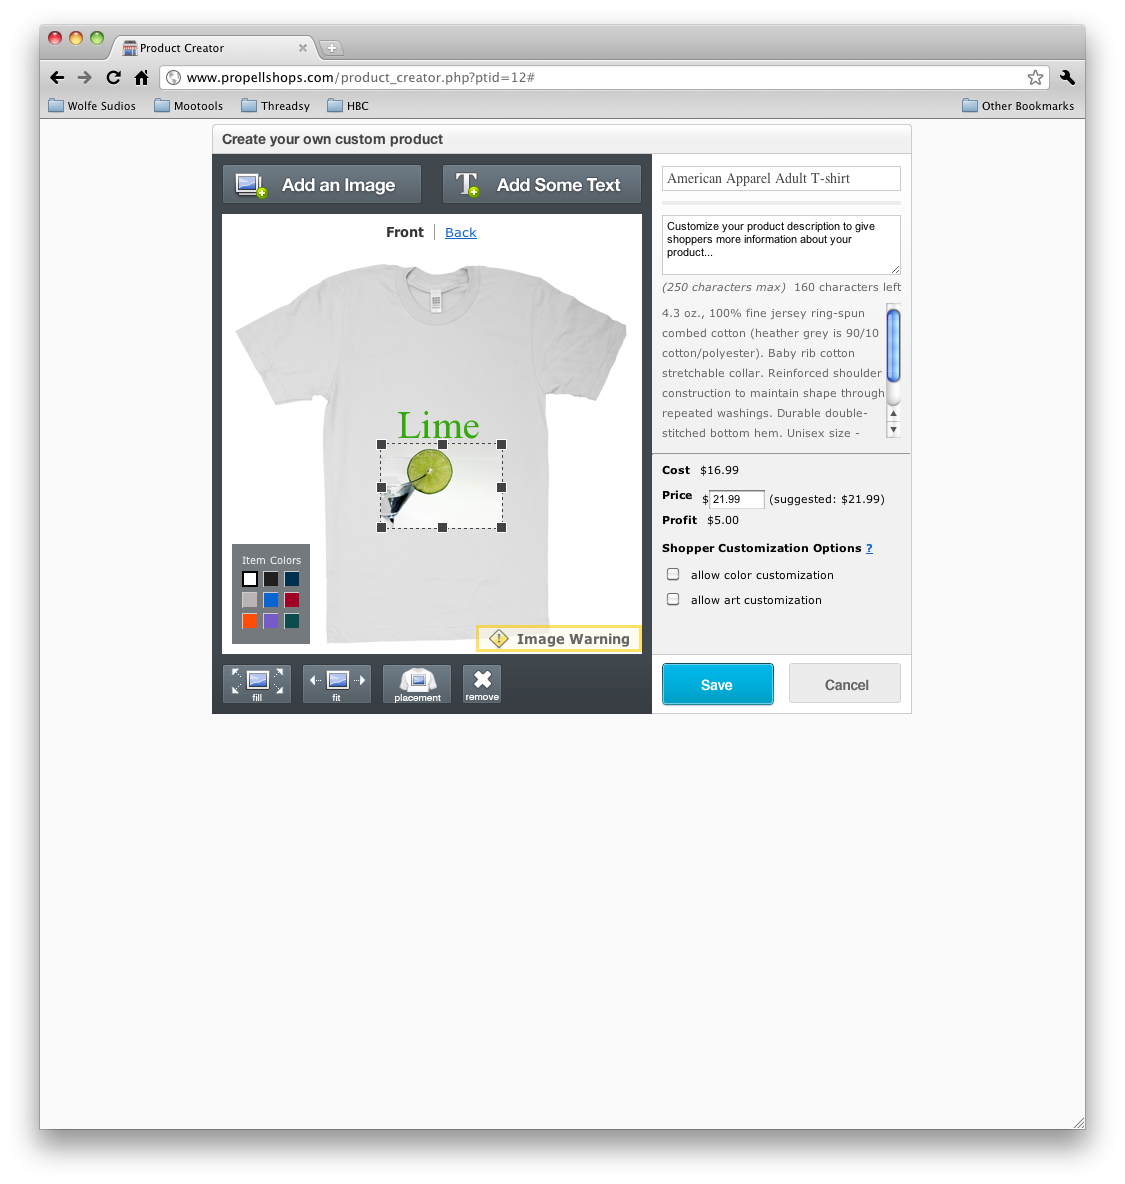 Product Creator
www.propellshops.com/product_creator.php?ptid=12#
Wolfe Sudios
Mootools
Threadsy
HBC
Other Bookmarks
Create your own custom product
Add an Image
Add Some Text
Front
Back
Lime
Item Colors
Image Warning
fill
fit
placement
remove
American Apparel Adult T-shirt
Customize your product description to give
shoppers more information about your
product...
(250 characters max) 160 characters left
4.3 oz., 100% fine jersey ring-spun
combed cotton (heather grey is 90/10
cotton/polyester). Baby rib cotton
stretchable collar. Reinforced shoulder
construction to maintain shape through
repeated washings. Durable double-
stitched bottom hem. Unisex size -
Cost $16.99
Price $21.99 (suggested: $21.99)
Profit $5.00
Shopper Customization Options ?
allow color customization
allow art customization
Save
Cancel